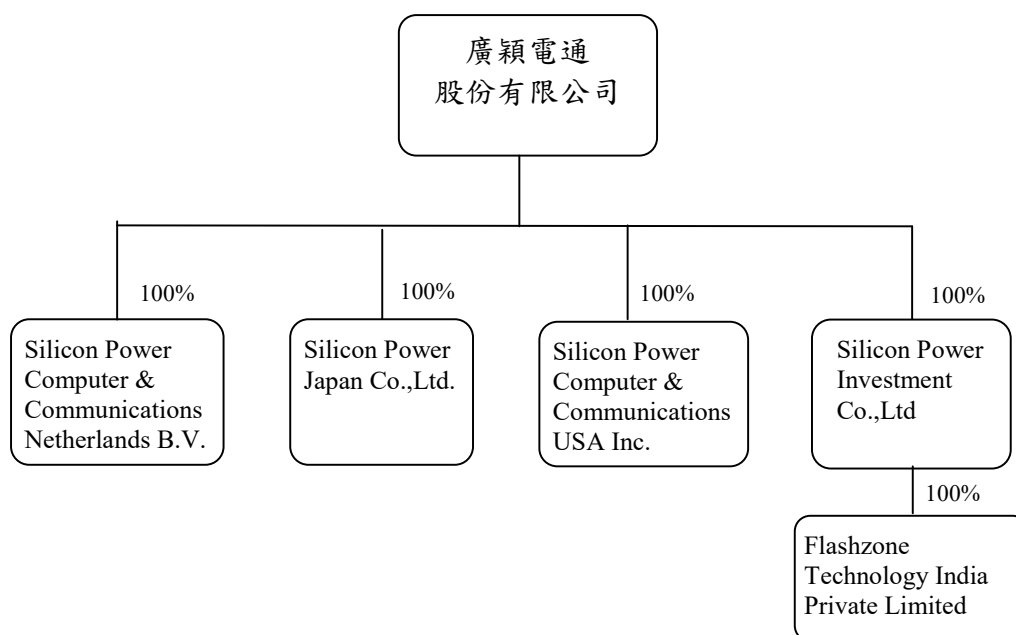 廣穎電通
股份有限公司
100%
100%
100%
100%
Silicon Power
Computer &
Communications
Netherlands B.V.
Silicon Power
Japan Co.,Ltd.
Silicon Power
Computer &
Communications
USA Inc.
Silicon Power
Investment
Co.,Ltd
100%
Flashzone
Technology India
Private Limited